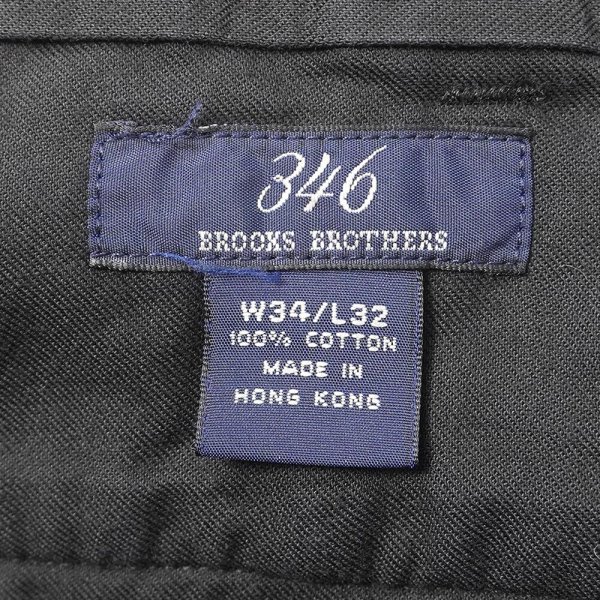 346
BROOKS BROTHERS
W34/L32
100% COTTON
MADE IN
HONG KONG